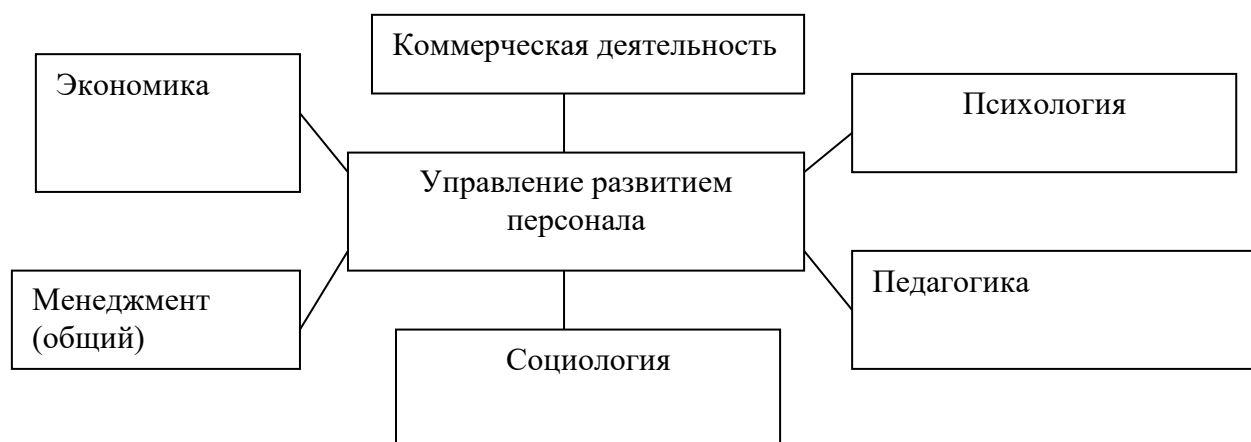 Коммерческая деятельность
Экономика
Психология
Управление развитием
персонала
Менеджмент
(общий)
Педагогика
Социология